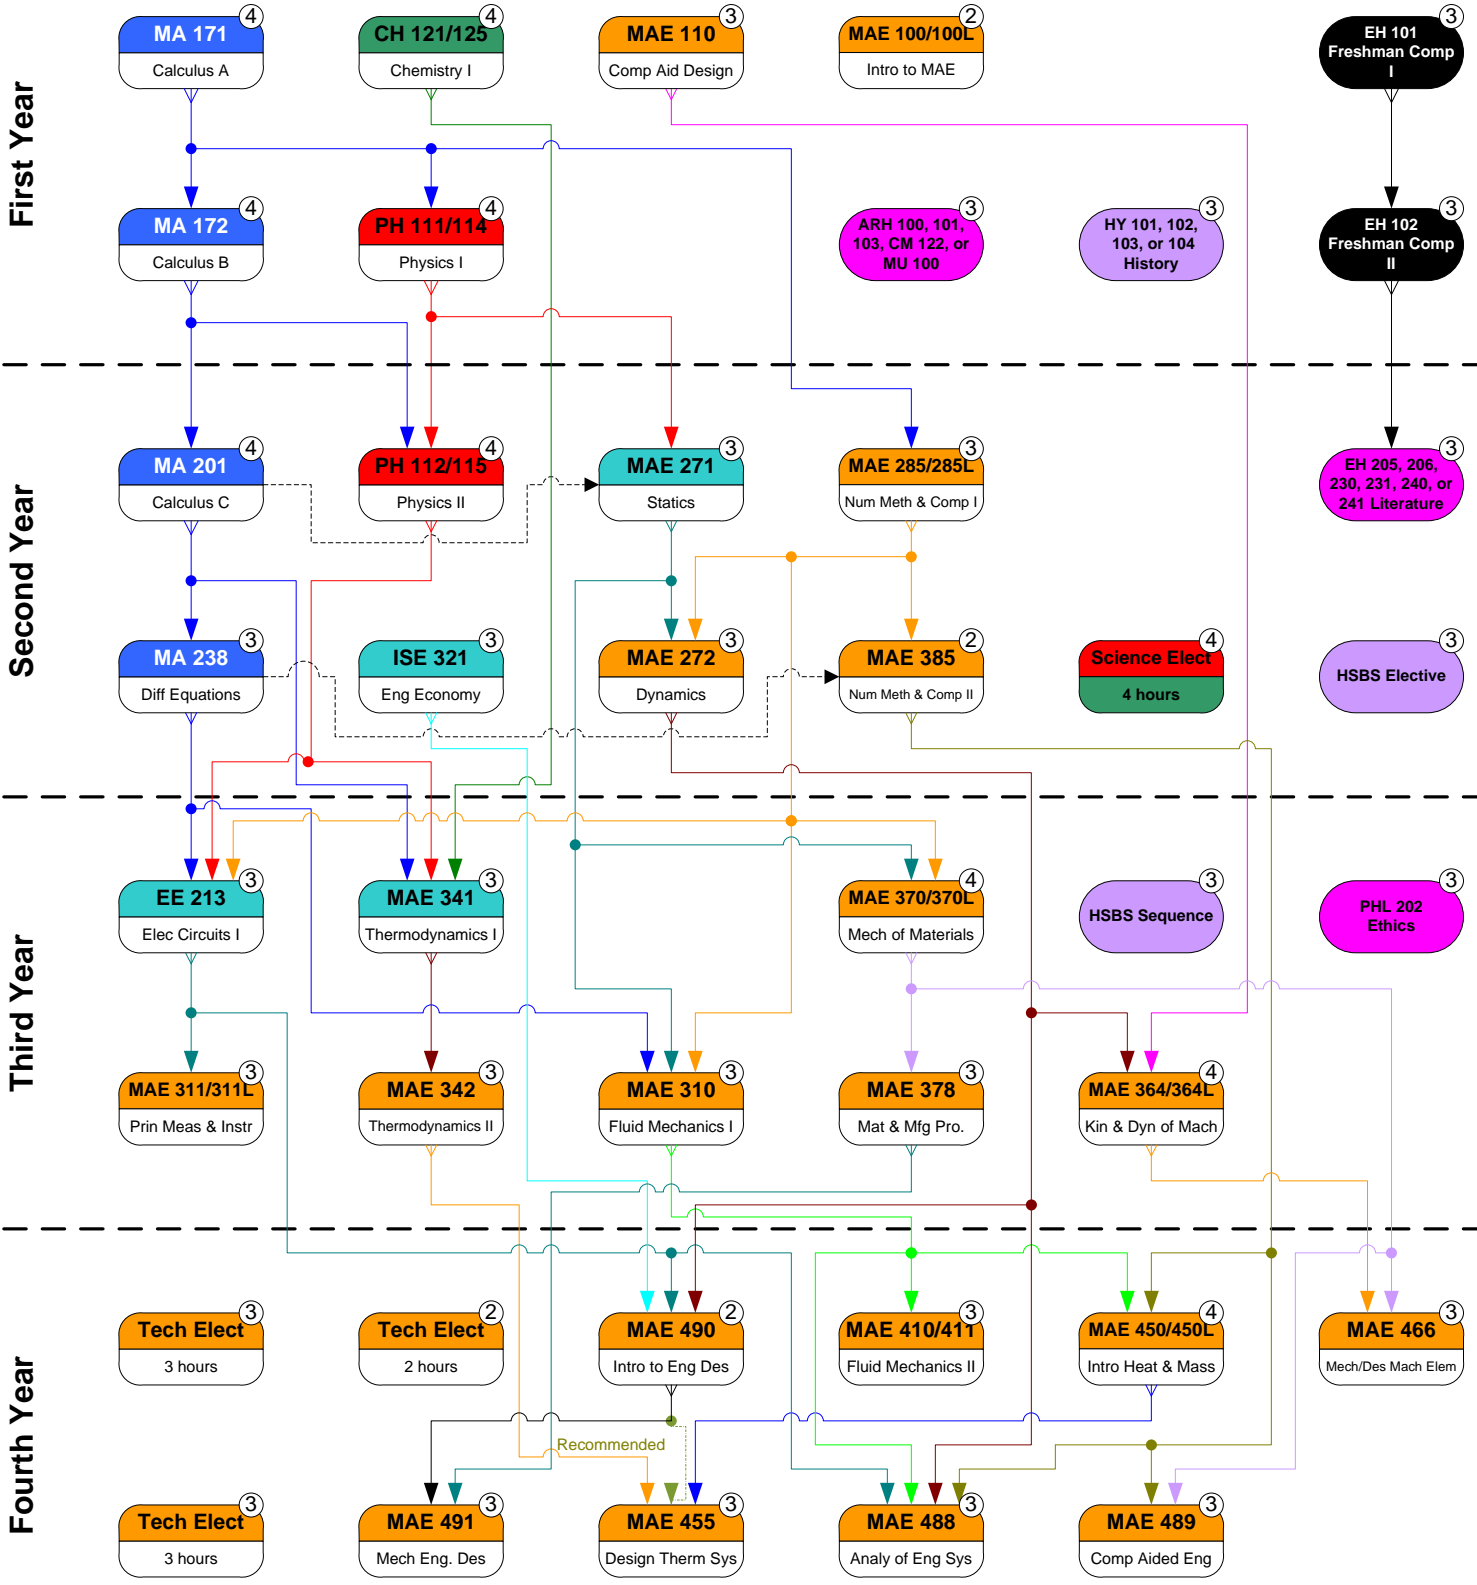 First Year
MA 171
4
Calculus A
CH 121/125
4
Chemistry I
MAE 110
3
Comp Aid Design
MAE 100/100L
2
Intro to MAE
EH 101
Freshman Comp
I
3
MA 172
4
Calculus B
PH 111/114
4
Physics I
ARH 100, 101,
103, CM 122, or
MU 100
3
HY 101, 102,
103, or 104
History
3
EH 102
Freshman Comp
II
3
Second Year
MA 201
4
Calculus C
PH 112/115
4
Physics II
MAE 271
3
Statics
MAE 285/285L
3
Num Meth & Comp I
EH 205, 206,
230, 231, 240, or
241 Literature
3
MA 238
3
Diff Equations
ISE 321
3
Eng Economy
MAE 272
3
Dynamics
MAE 385
2
Num Meth & Comp II
Science Elect
4
4 hours
HSBS Elective
3
Third Year
EE 213
3
Elec Circuits I
MAE 341
3
Thermodynamics I
MAE 370/370L
4
Mech of Materials
HSBS Sequence
3
PHL 202
Ethics
3
MAE 311/311L
3
Prin Meas & Instr
MAE 342
3
Thermodynamics II
MAE 310
3
Fluid Mechanics I
MAE 378
3
Mat & Mfg Pro.
MAE 364/364L
4
Kin & Dyn of Mach
Fourth Year
Tech Elect
3
3 hours
Tech Elect
2
2 hours
MAE 490
2
Intro to Eng Des
MAE 410/411
3
Fluid Mechanics II
MAE 450/450L
4
Intro Heat & Mass
MAE 466
3
Mech/Des Mach Elem
Recommended
Tech Elect
3
3 hours
MAE 491
3
Mech Eng. Des
MAE 455
3
Design Therm Sys
MAE 488
3
Analy of Eng Sys
MAE 489
3
Comp Aided Eng